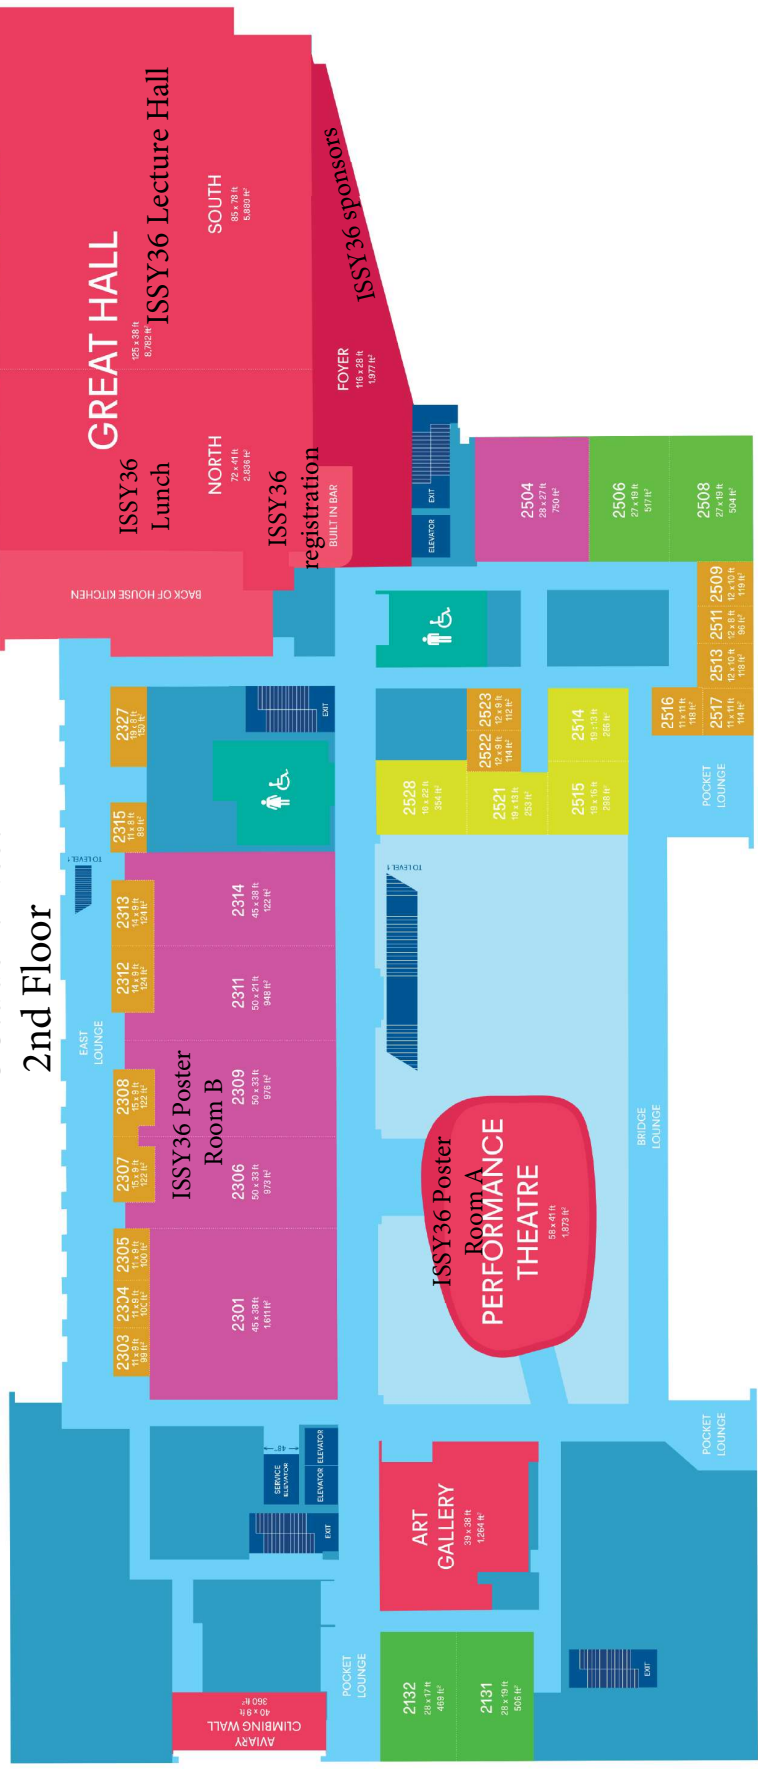 2nd Floor
GREAT HALL
125 x 38 ft
8,782 ft²
ISSY36 Lecture Hall
SOUTH
85 x 78 ft
5,880 ft²
ISSY36 sponsors
FOYER
116 x 28 ft
1,977 ft²
NORTH
72 x 41 ft
2,836 ft²
ISSY36
Lunch
ISSY36
registration
BUILT IN BAR
BACK OF HOUSE KITCHEN
EXIT
ELEVATOR
2504
28 x 27 ft
750 ft²
2506
27 x 19 ft
517 ft²
2508
27 x 19 ft
504 ft²
2509
12 x 10 ft
119 ft²
2511
12 x 8 ft
96 ft²
2513
12 x 10 ft
118 ft²
2516
11 x 11 ft
118 ft²
2517
11 x 11 ft
114 ft²
POCKET
LOUNGE
2523
12 x 9 ft
112 ft²
2522
12 x 9 ft
114 ft²
2514
19 x 13 ft
2528
16 x 22 ft
354 ft²
2521
19 x 13 ft
253 ft²
2515
2327
19 x 8 ft
2315
11 x 8 ft
89 ft²
EXIT
TO LEVEL 1
TO LEVEL 1
EAST
LOUNGE
2313
14 x 9 ft
124 ft²
2312
14 x 9 ft
124 ft²
2308
15 x 9 ft
122 ft²
2307
15 x 9 ft
122 ft²
2305
11 x 9 ft
100 ft²
2304
11 x 9 ft
2303
11 x 9 ft
99 ft²
2314
45 x 38 ft
122 ft²
2311
50 x 21 ft
948 ft²
2309
50 x 33 ft
976 ft²
2306
50 x 33 ft
973 ft²
2301
45 x 38 ft
1,611 ft²
ISSY36 Poster
Room B
ISSY36 Poster
Room A
PERFORMANCE
THEATRE
58 x 41 ft
1,873 ft²
BRIDGE
LOUNGE
POCKET
LOUNGE
48"
SERVICE
ELEVATOR
ELEVATOR
ELEVATOR
EXIT
ART
GALLERY
39 x 38 ft
1,264 ft²
POCKET
LOUNGE
2132
28 x 17 ft
469 ft²
2131
28 x 19 ft
506 ft²
EXIT
AVIARY
CLIMBING WALL
40 x 9 ft
360 ft²